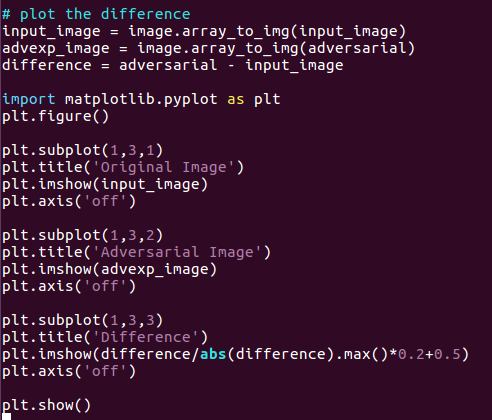 # plot the difference
input_image = image.array_to_img(input_image)
advexp_image = image.array_to_img(adversarial)
difference = adversarial - input_image
import matplotlib.pyplot as plt
plt.figure()
plt.subplot(1,3,1)
plt.title('Original Image')
plt.imshow(input_image)
plt.axis('off')
plt.subplot(1,3,2)
plt.title('Adversarial Image')
plt.imshow(advexp_image)
plt.axis('off')
plt.subplot(1,3,3)
plt.title('Difference')
plt.imshow(difference/abs(difference).max()*0.2+0.5)
plt.axis('off')
plt.show()